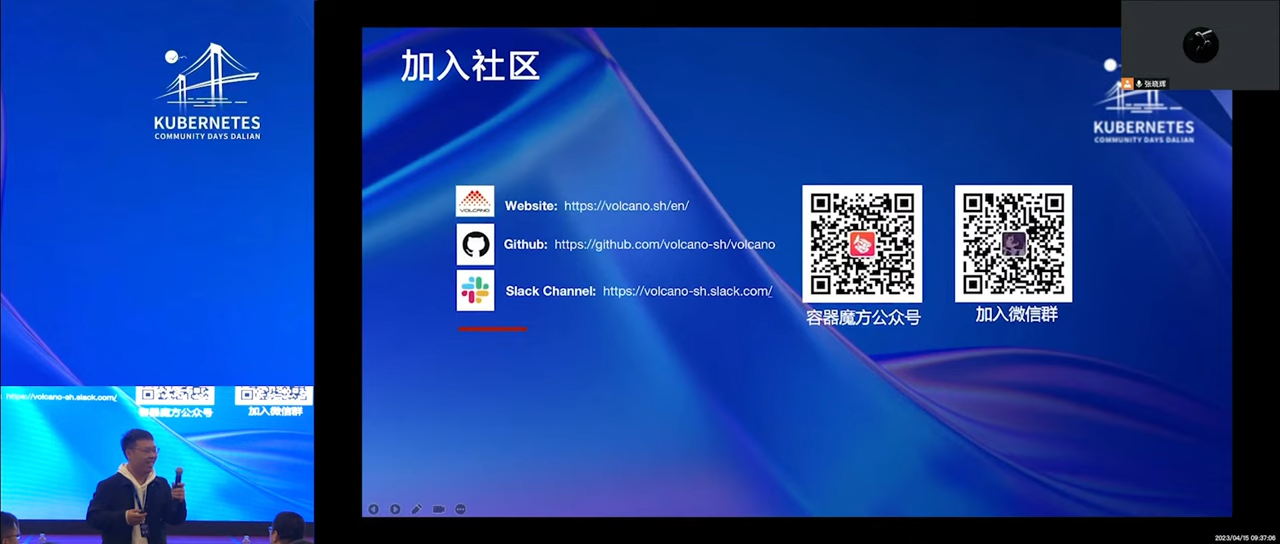 KUBERNETES
COMMUNITY DAYS DALIAN
加入社区
张晓辉
KUBERNETES
COMMUNITY DAYS DALIAN
VOLCANO
Website: https://volcano.sh/en/
Github: https://github.com/volcano-sh/volcano
Slack Channel: https://volcano-sh.slack.com/
容器魔方公众号
加入微信群
https://volcano-sh.slack.com/
容器魔方公众号
加入微信群
2023/04/15 09:37:06